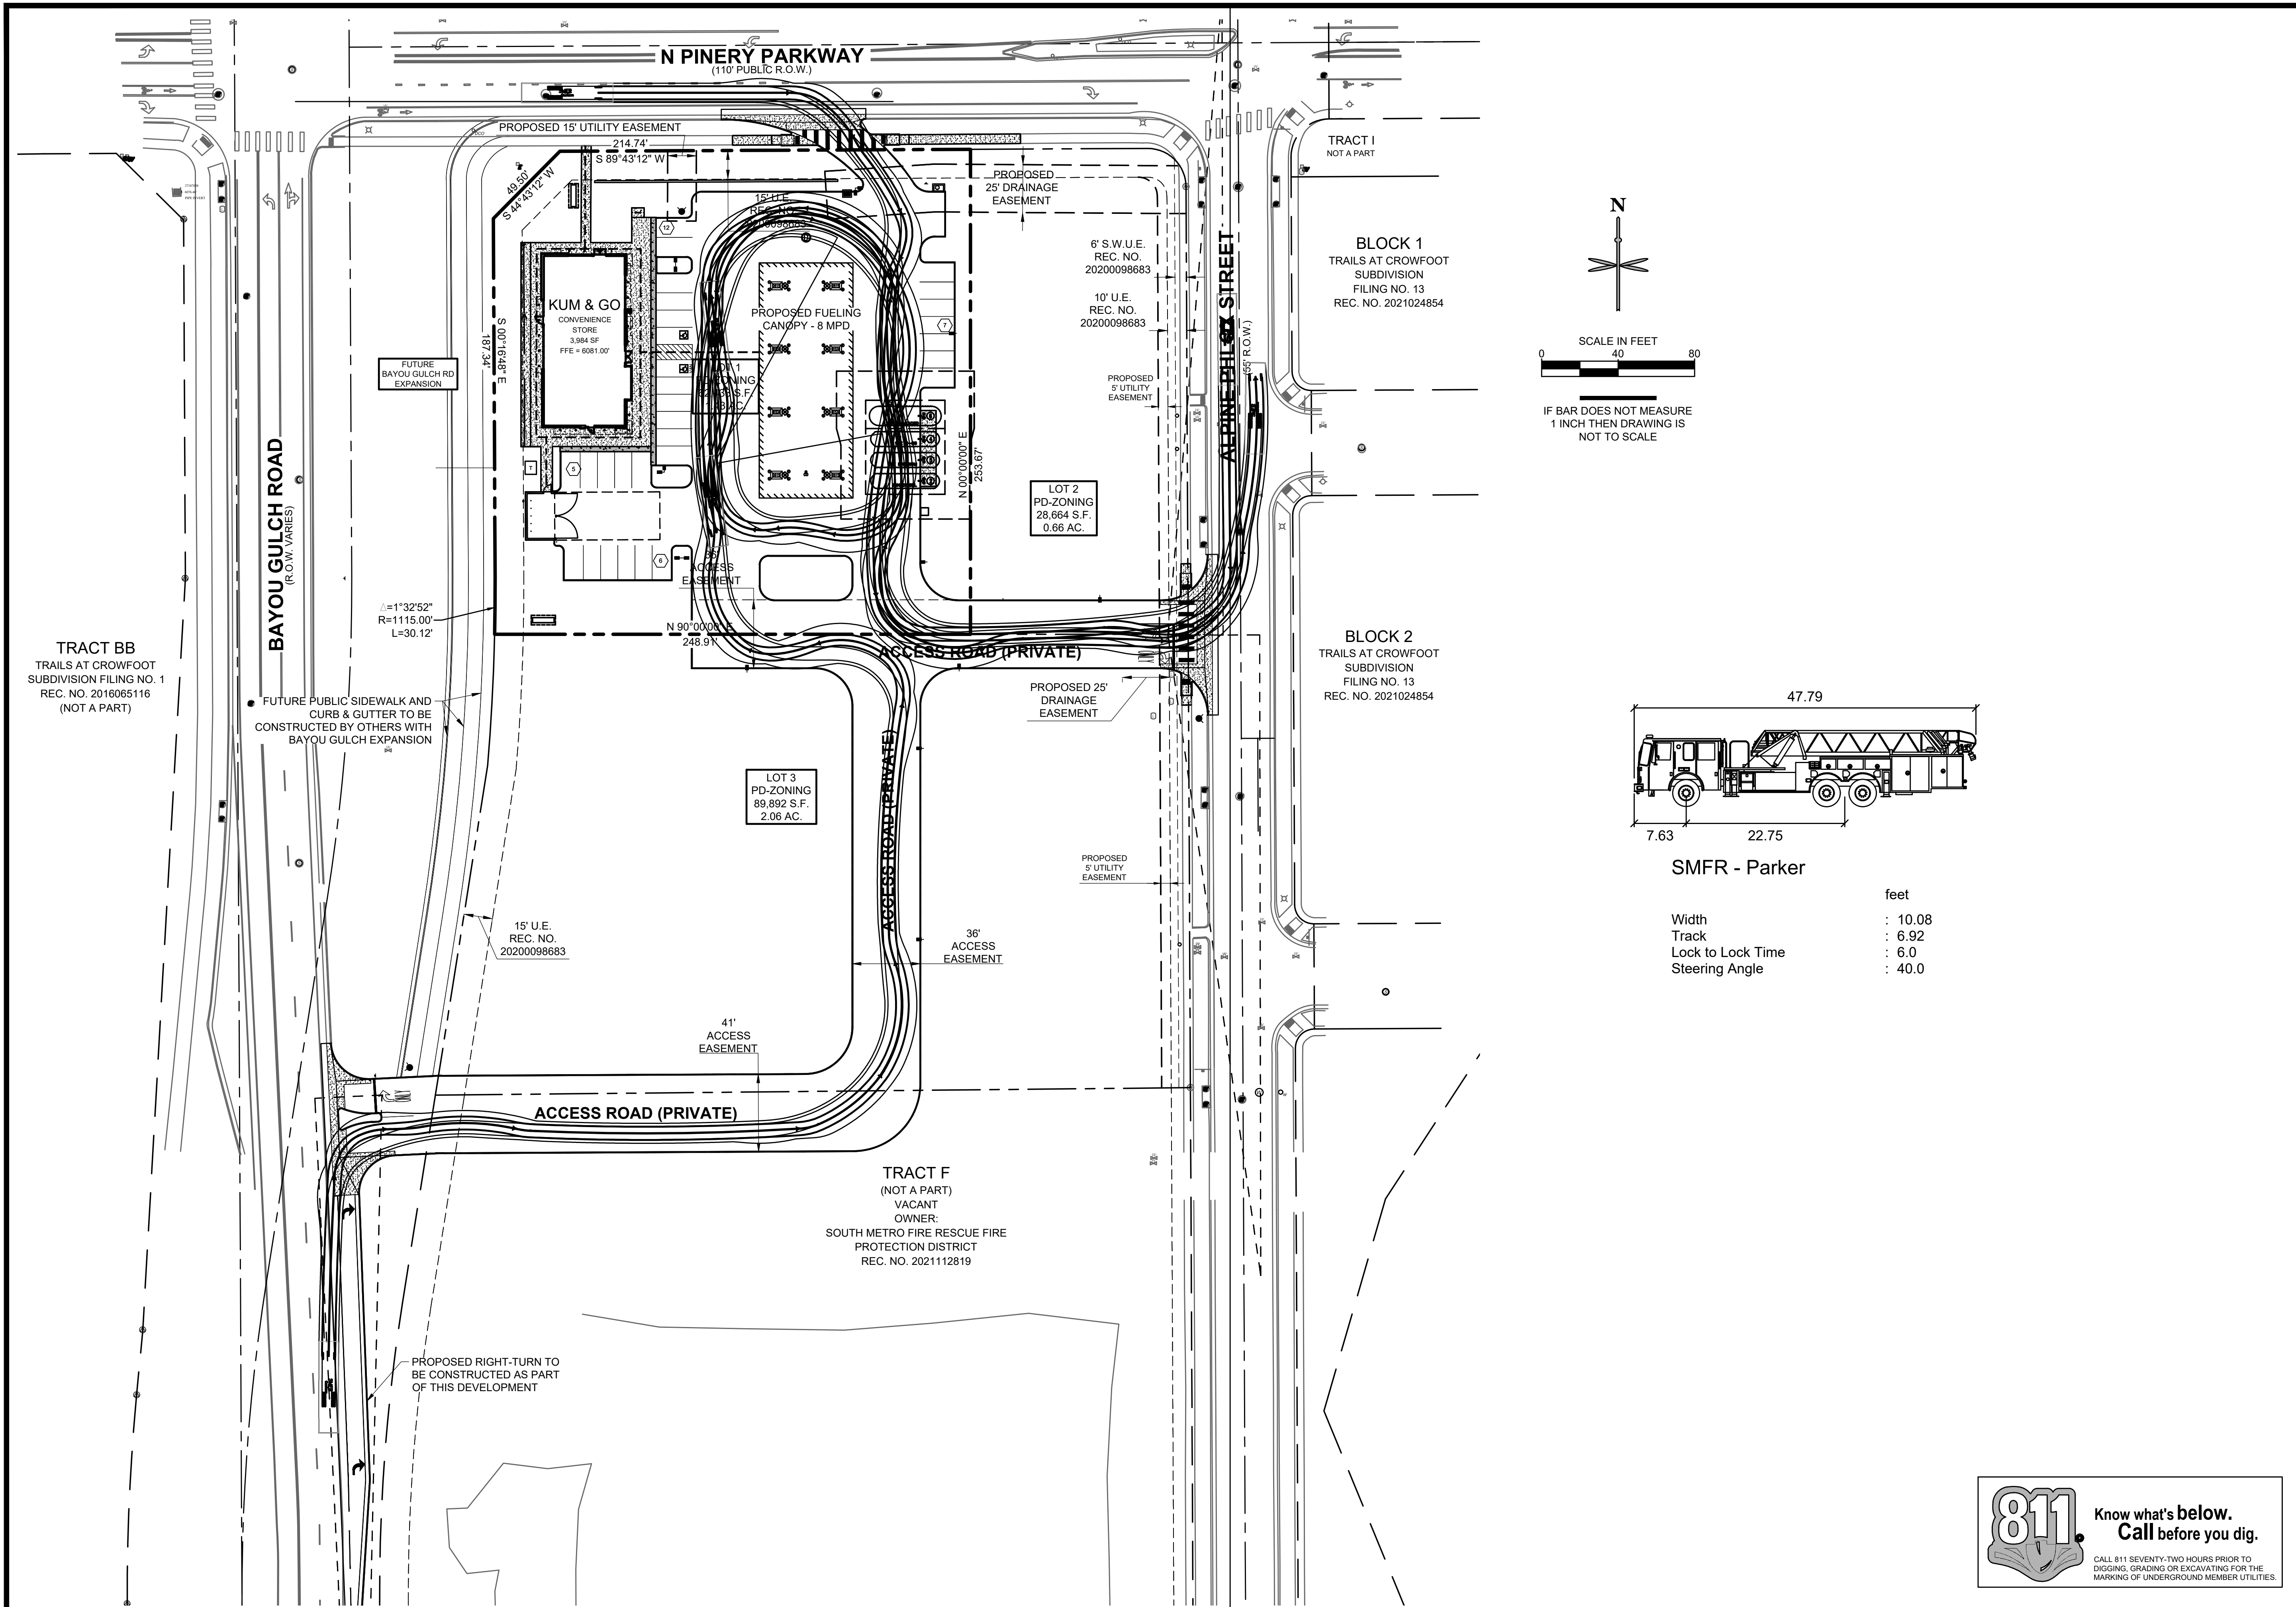 N PINERY PARKWAY
(110' PUBLIC R.O.W.)
PROPOSED 15' UTILITY EASEMENT
214.74'
S 89°43'12" W
49.50'
S 44°43'12" W
15' U.E.
PROPOSED
25' DRAINAGE
EASEMENT
TRACT I
NOT A PART
12
6' S.W.U.E.
REC. NO.
20200098683
10' U.E.
REC. NO.
20200098683
ALPINE PHLOX STREET
(55' R.O.W.)
BLOCK 1
TRAILS AT CROWFOOT
SUBDIVISION
FILING NO. 13
REC. NO. 2021024854
N
SCALE IN FEET
0 40 80
IF BAR DOES NOT MEASURE
1 INCH THEN DRAWING IS
NOT TO SCALE
KUM & GO
CONVENIENCE
STORE
3,984 SF
FFE = 6081.00'
PROPOSED FUELING
CANOPY - 8 MPD
7
S 00°16'48" E
187.34'
FUTURE
BAYOU GULCH RD
EXPANSION
PROPOSED
5' UTILITY
EASEMENT
LOT 1
N 00°00'00" E
253.67'
BAYOU GULCH ROAD
(R.O.W. VARIES)
T
5
LOT 2
PD-ZONING
28,664 S.F.
0.66 AC.
6
36'
ACCESS
EASEMENT
△=1°32'52"
R=1115.00'
L=30.12'
N 90°00'00" E
248.91'
ACCESS ROAD (PRIVATE)
TRACT BB
TRAILS AT CROWFOOT
SUBDIVISION FILING NO. 1
REC. NO. 2016065116
(NOT A PART)
BLOCK 2
TRAILS AT CROWFOOT
SUBDIVISION
FILING NO. 13
REC. NO. 2021024854
PROPOSED 25'
DRAINAGE
EASEMENT
FUTURE PUBLIC SIDEWALK AND
CURB & GUTTER TO BE
CONSTRUCTED BY OTHERS WITH
BAYOU GULCH EXPANSION
LOT 3
PD-ZONING
89,892 S.F.
2.06 AC.
ACCESS ROAD (PRIVATE)
47.79
7.63 22.75
SMFR - Parker
feet
Width : 10.08
Track : 6.92
Lock to Lock Time : 6.0
Steering Angle : 40.0
PROPOSED
5' UTILITY
EASEMENT
15' U.E.
REC. NO.
20200098683
36'
ACCESS
EASEMENT
41'
ACCESS
EASEMENT
ACCESS ROAD (PRIVATE)
TRACT F
(NOT A PART)
VACANT
OWNER:
SOUTH METRO FIRE RESCUE FIRE
PROTECTION DISTRICT
REC. NO. 2021112819
PROPOSED RIGHT-TURN TO
BE CONSTRUCTED AS PART
OF THIS DEVELOPMENT
811
Know what's below.
Call before you dig.
CALL 811 SEVENTY-TWO HOURS PRIOR TO
DIGGING, GRADING OR EXCAVATING FOR THE
MARKING OF UNDERGROUND MEMBER UTILITIES.